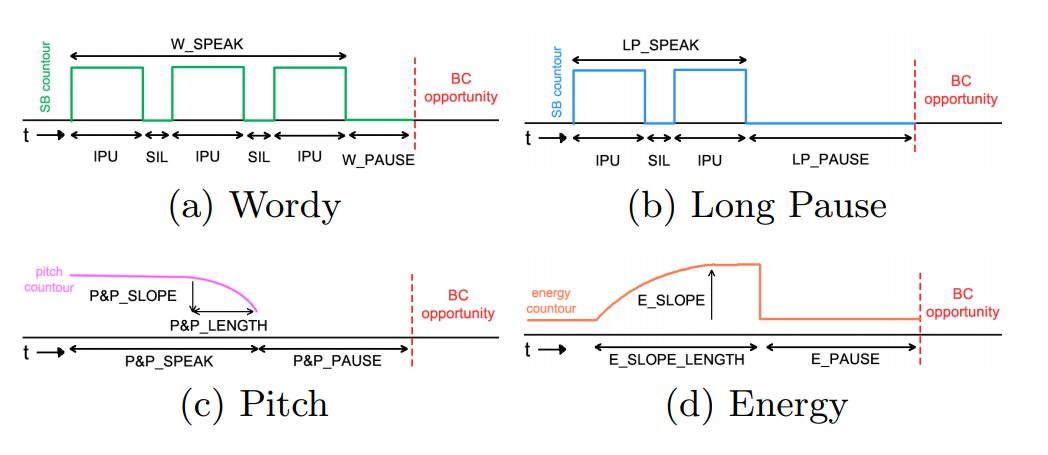 SB countour
W_SPEAK
BC
opportunity
t
IPU SIL IPU SIL IPU W_PAUSE
(a) Wordy
SB countour
LP_SPEAK
BC
opportunity
t
IPU SIL IPU LP_PAUSE
(b) Long Pause
pitch
countour
P&P_SLOPE
P&P_LENGTH
BC
opportunity
t
P&P_SPEAK P&P_PAUSE
(c) Pitch
energy
countour
E_SLOPE
BC
opportunity
t
E_SLOPE_LENGTH E_PAUSE
(d) Energy